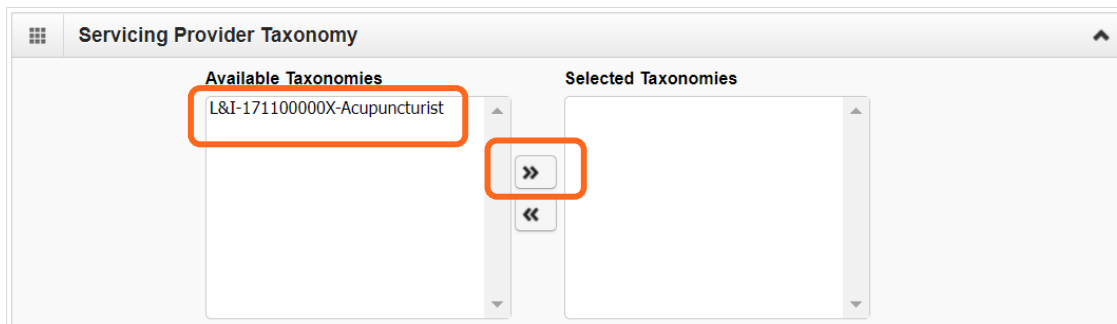 Servicing Provider Taxonomy
Available Taxonomies
Selected Taxonomies
L&I-171100000X-Acupuncturist
»
«